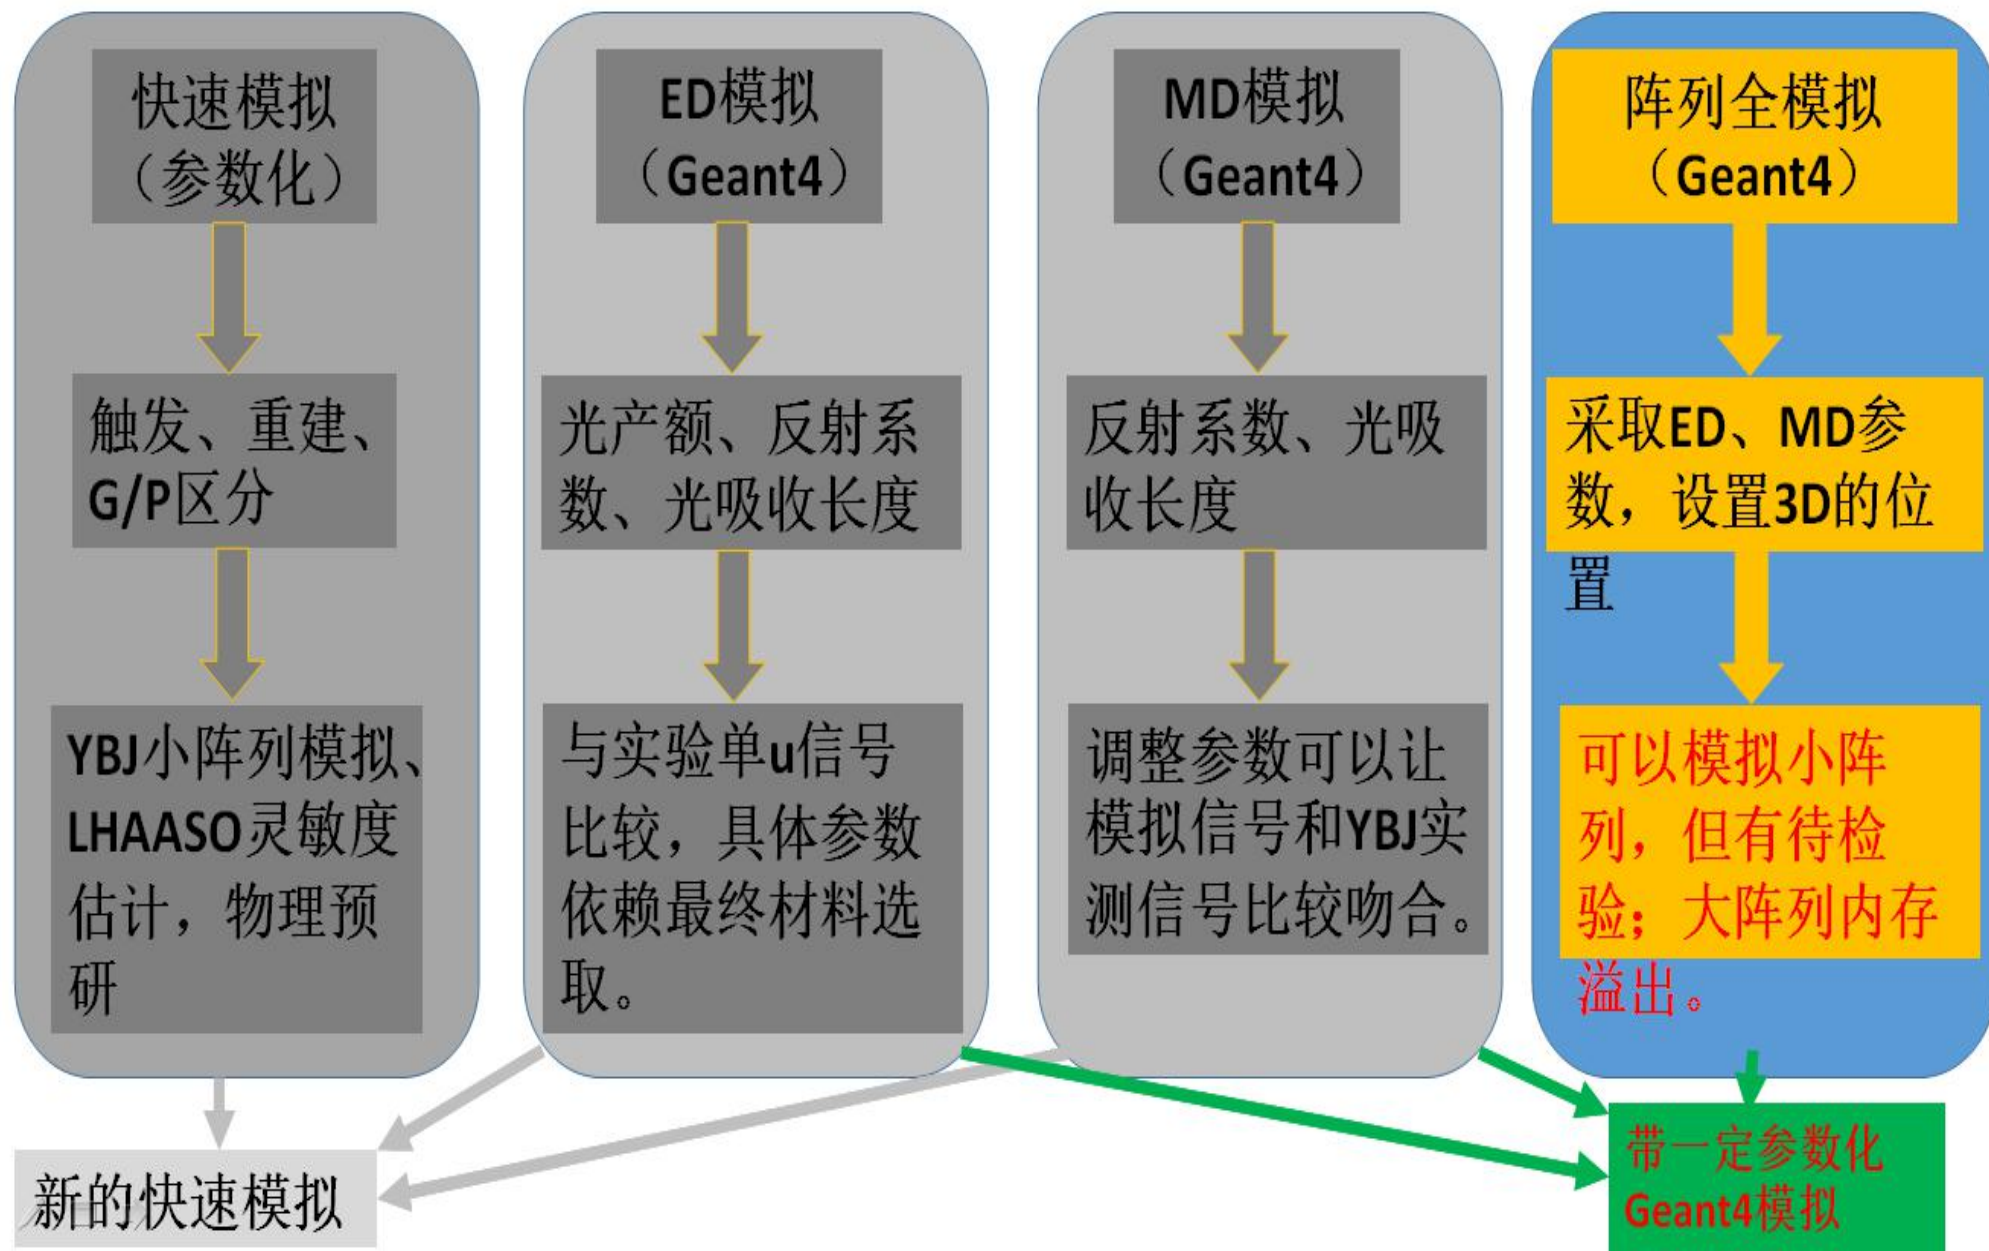 快速模拟
（参数化）
触发、重建、
G/P区分
YBJ小阵列模拟、
LHAASO灵敏度
估计，物理预
研
ED模拟
（Geant4）
光产额、反射系
数、光吸收长度
与实验单u信号
比较，具体参数
依赖最终材料选
取。
MD模拟
（Geant4）
反射系数、光吸
收长度
调整参数可以让
模拟信号和YBJ实
测信号比较吻合。
阵列全模拟
（Geant4）
采取ED、MD参
数，设置3D的位
置
可以模拟小阵
列，但有待检
验；大阵列内存
溢出。
新的快速模拟
带一定参数化
Geant4模拟